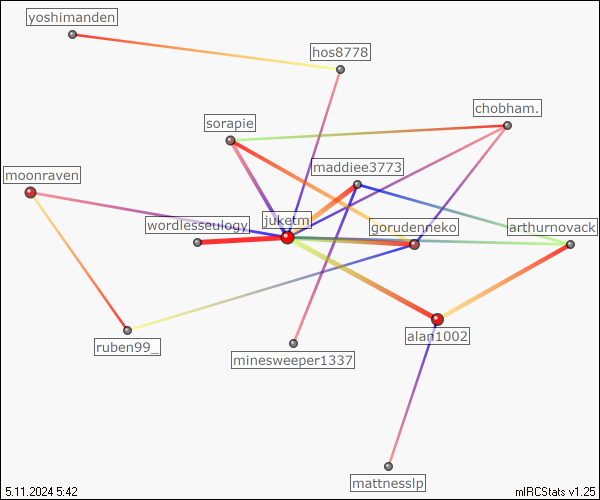 yoshimanden
hos8778
chobham.
sorapie
maddiee3773
moonraven
juketm
wordlesseulogy
gorudenneko
arthurnovack
alan1002
ruben99_
minesweeper1337
mattnesslp
5.11.2024 5:42
mIRCStats v1.25